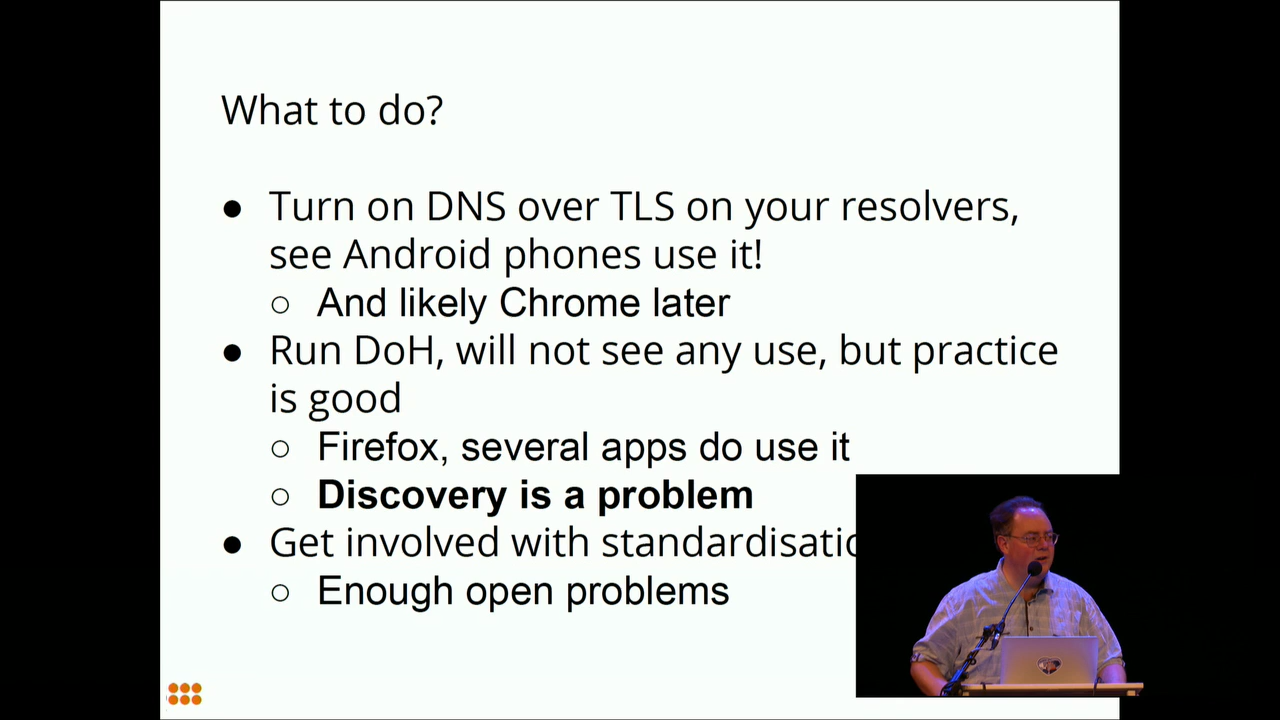 What to do?
● Turn on DNS over TLS on your resolvers,
see Android phones use it!
○ And likely Chrome later
● Run DoH, will not see any use, but practice
is good
○ Firefox, several apps do use it
○ Discovery is a problem
● Get involved with
○ Enough open problems